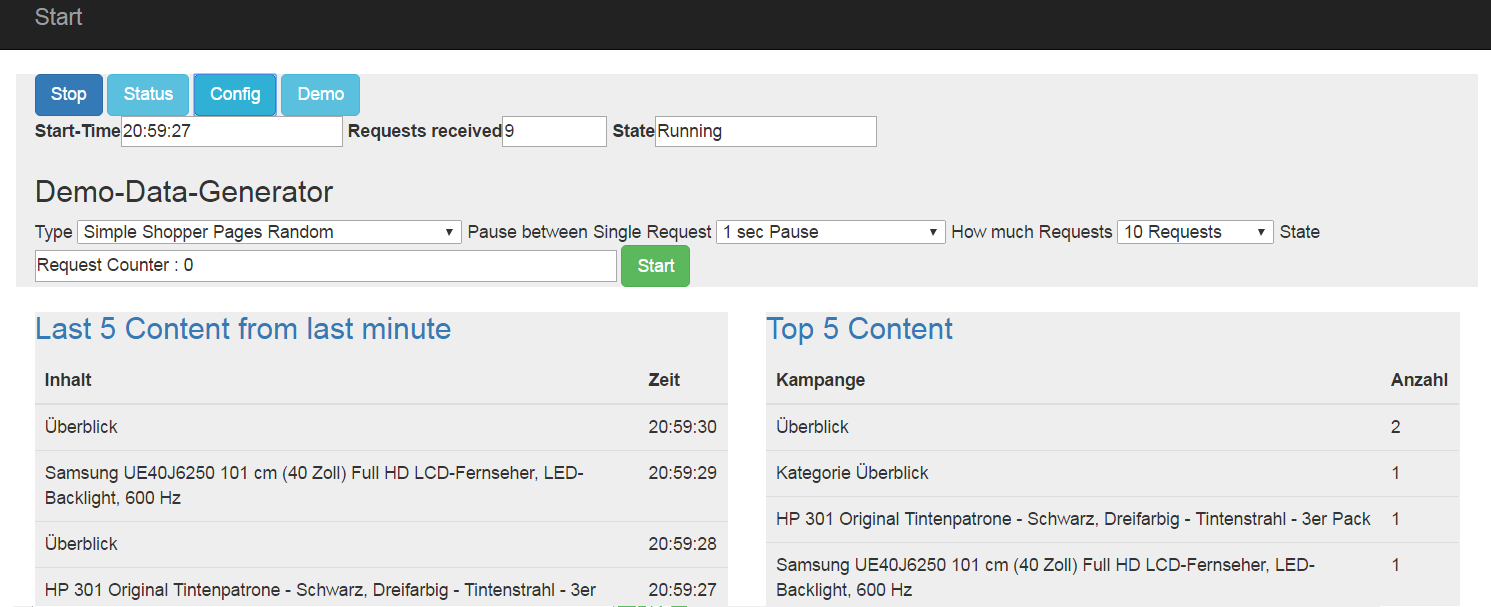 Start
Stop Status Config Demo
Start-Time 20:59:27 Requests received 9 State Running
Demo-Data-Generator
Type Simple Shopper Pages Random Pause between Single Request 1 sec Pause How much Requests 10 Requests State
Request Counter : 0 Start
Last 5 Content from last minute
Inhalt Zeit
Überblick 20:59:30
Samsung UE40J6250 101 cm (40 Zoll) Full HD LCD-Fernseher, LED- 20:59:29
Backlight, 600 Hz
Überblick 20:59:28
HP 301 Original Tintenpatrone - Schwarz, Dreifarbig - Tintenstrahl - 3er 20:59:27
Top 5 Content
Kampange Anzahl
Überblick 2
Kategorie Überblick 1
HP 301 Original Tintenpatrone - Schwarz, Dreifarbig - Tintenstrahl - 3er Pack 1
Samsung UE40J6250 101 cm (40 Zoll) Full HD LCD-Fernseher, LED- 1
Backlight, 600 Hz